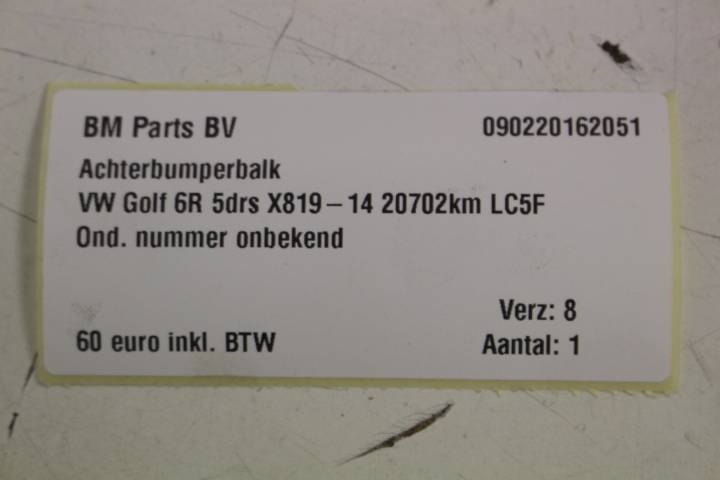 BM Parts BV 090220162051
Achterbumperbalk
VW Golf 6R 5drs X819-14 20702km LC5F
Ond. nummer onbekend
Verz: 8
60 euro inkl. BTW Aantal: 1